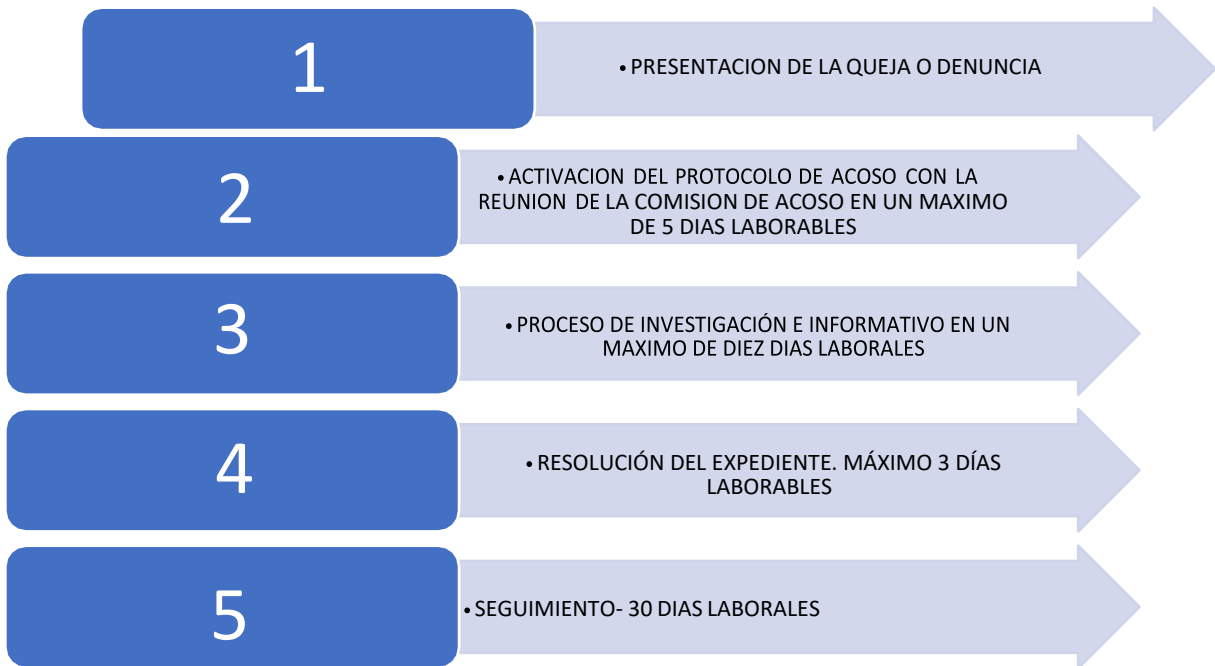 1
• PRESENTACION DE LA QUEJA O DENUNCIA
2
• ACTIVACION DEL PROTOCOLO DE ACOSO CON LA
REUNION DE LA COMISION DE ACOSO EN UN MAXIMO
DE 5 DIAS LABORABLES
3
• PROCESO DE INVESTIGACIÓN E INFORMATIVO EN UN
MAXIMO DE DIEZ DIAS LABORALES
4
• RESOLUCIÓN DEL EXPEDIENTE. MÁXIMO 3 DÍAS
LABORABLES
5
• SEGUIMIENTO- 30 DIAS LABORALES